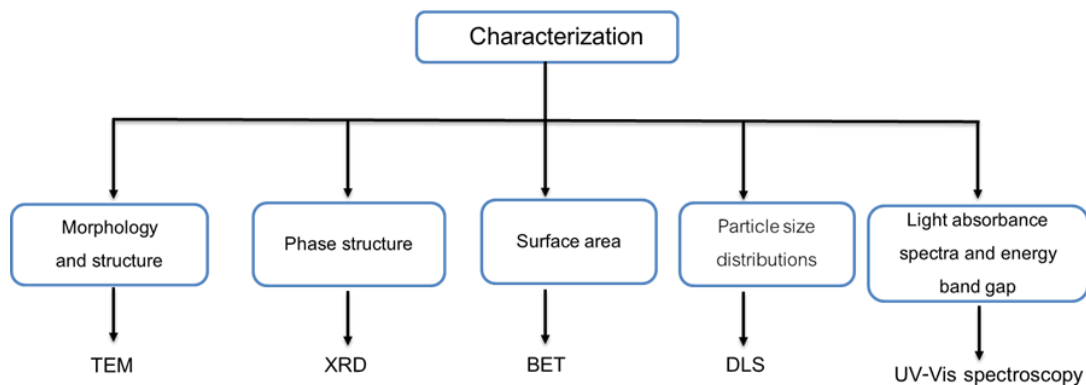 Characterization
Morphology
and structure
Phase structure
Surface area
Particle size
distributions
Light absorbance
spectra and energy
band gap
TEM
XRD
BET
DLS
UV-Vis spectroscopy